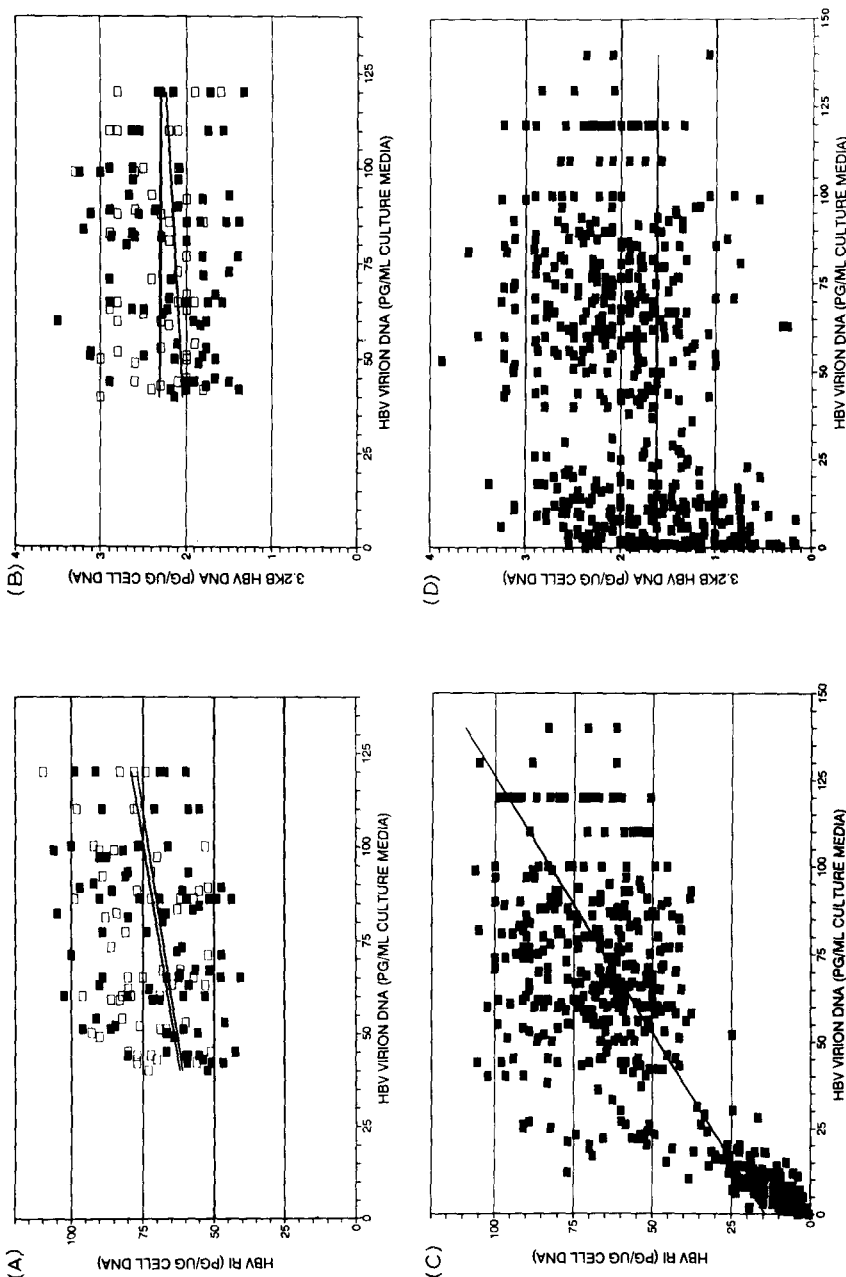 (A)
HBV RI (PG/UG CELL DNA)
100
75
50
25
0
0 25 50 75 100 125
HBV VIRION DNA (PG/ML CULTURE MEDIA)
(B)
3.2KB HBV DNA (PG/UG CELL DNA)
4
3
2
1
0
0 25 50 75 100 125
HBV VIRION DNA (PG/ML CULTURE MEDIA)
(C)
HBV RI (PG/UG CELL DNA)
100
75
50
25
0
0 25 50 75 100 125 150
HBV VIRION DNA (PG/ML CULTURE MEDIA)
(D)
3.2KB HBV DNA (PG/UG CELL DNA)
4
3
2
1
0
0 25 50 75 100 125 150
HBV VIRION DNA (PG/ML CULTURE MEDIA)